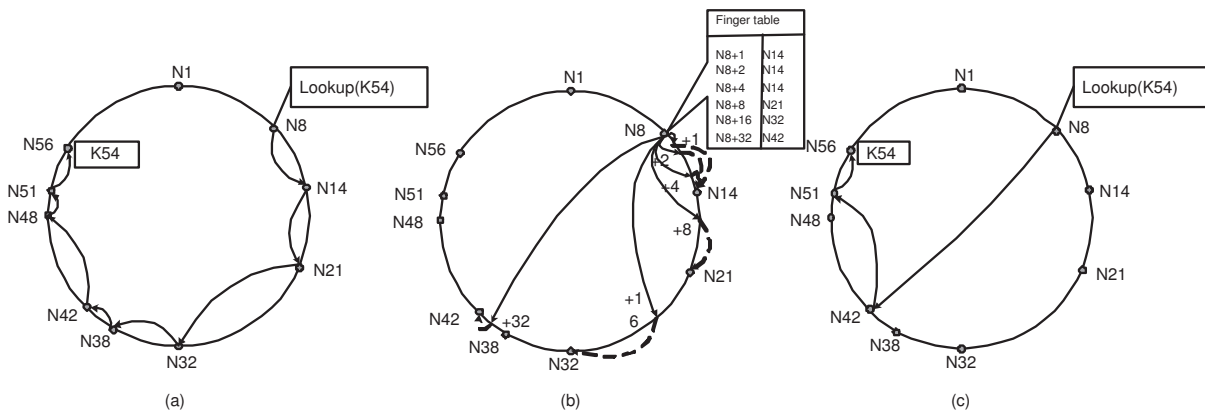 N1
Lookup(K54)
N8
N56
K54
N51
N14
N48
N21
N42
N38
N32
(a)
Finger table
N8+1 N14
N8+2 N14
N8+4 N14
N8+8 N21
N8+16 N32
N8+32 N42
N1
N8
+1
N56
+2
+4
N51
N14
N48
+8
N21
+1
6
N42
+32
N38
N32
(b)
N1
Lookup(K54)
N8
N56
K54
N51
N14
N48
N21
N42
N38
N32
(c)